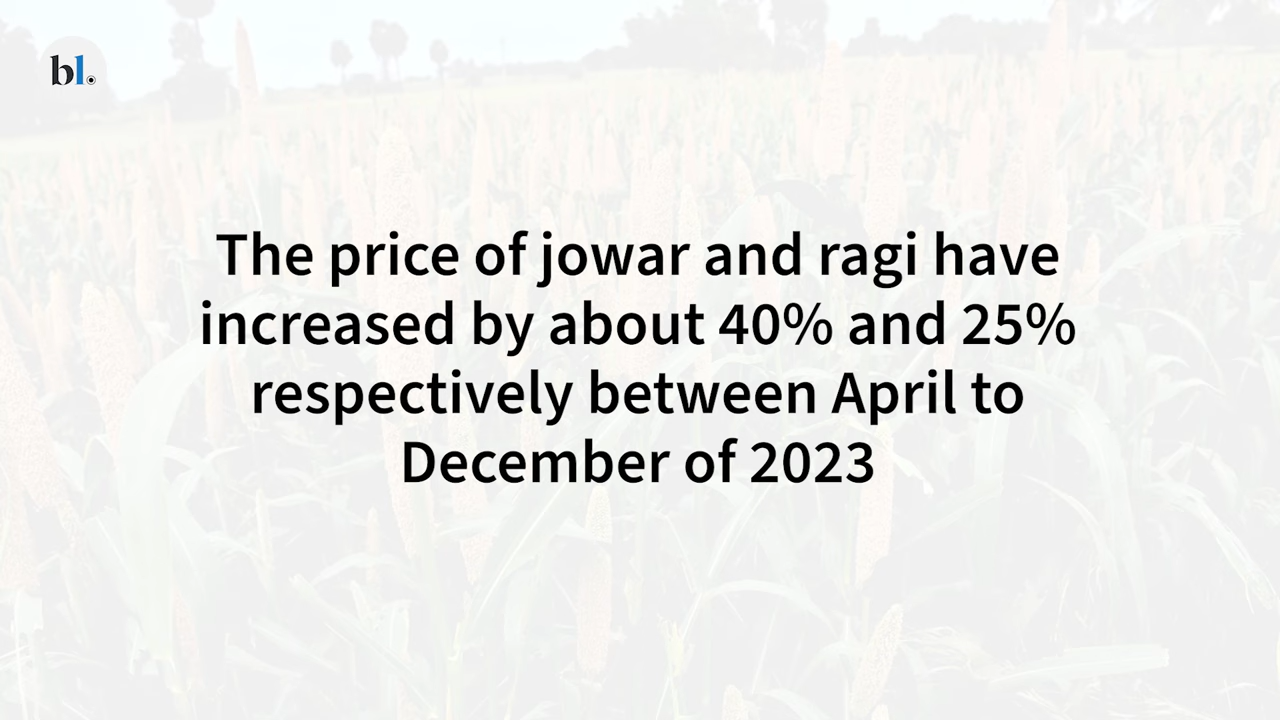 bl.
The price of jowar and ragi have
increased by about 40% and 25%
respectively between April to
December of 2023